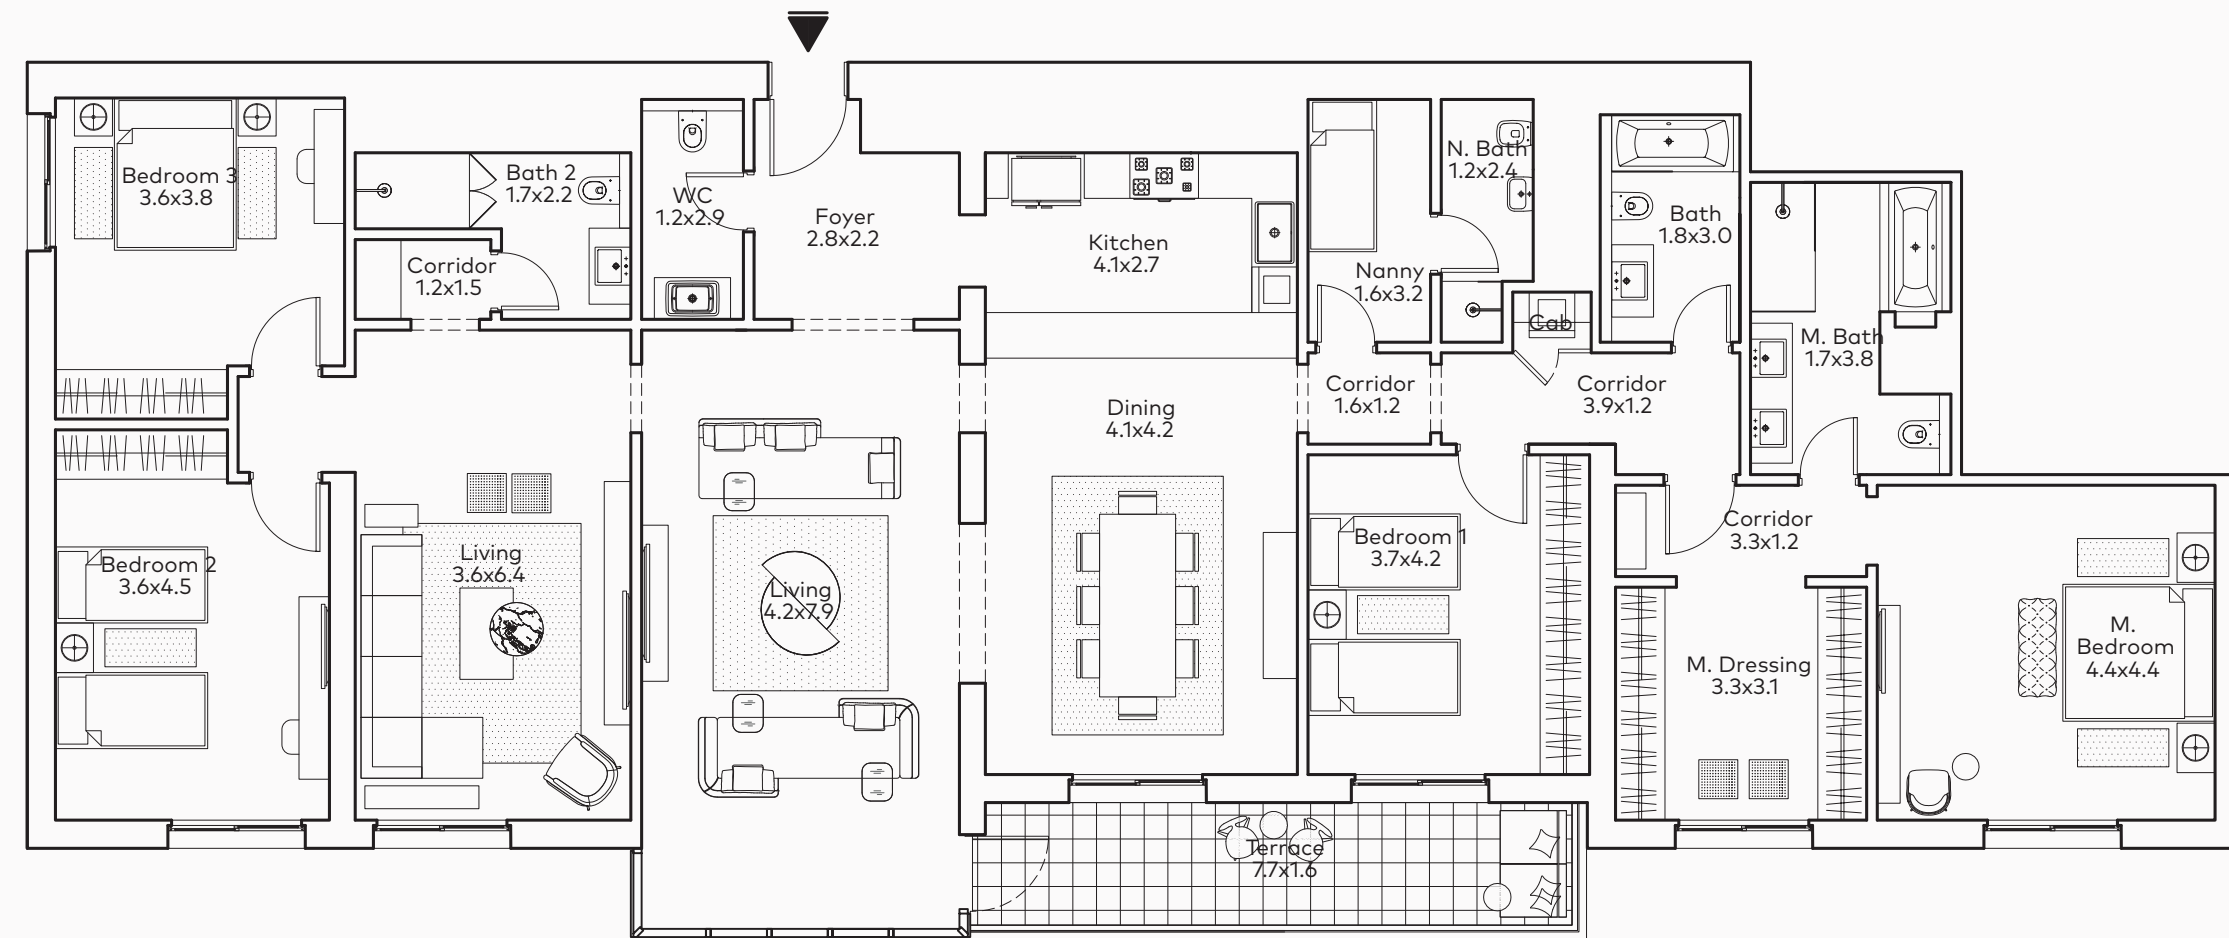 Bedroom 3
3.6x3.8
Bath 2
1.7x2.2
WC
1.2x2.9
Foyer
2.8x2.2
Corridor
1.2x1.5
Kitchen
4.1x2.7
Nanny
1.6x3.2
N. Bath
1.2x2.4
Cab
Bath
1.8x3.0
M. Bath
1.7x3.8
Dining
4.1x4.2
Corridor
1.6x1.2
Corridor
3.9x1.2
Bedroom 2
3.6x4.5
Living
3.6x6.4
Living
4.2x7.9
Bedroom 1
3.7x4.2
Corridor
3.3x1.2
M. Dressing
3.3x3.1
M.
Bedroom
4.4x4.4
Terrace
7.7x1.6